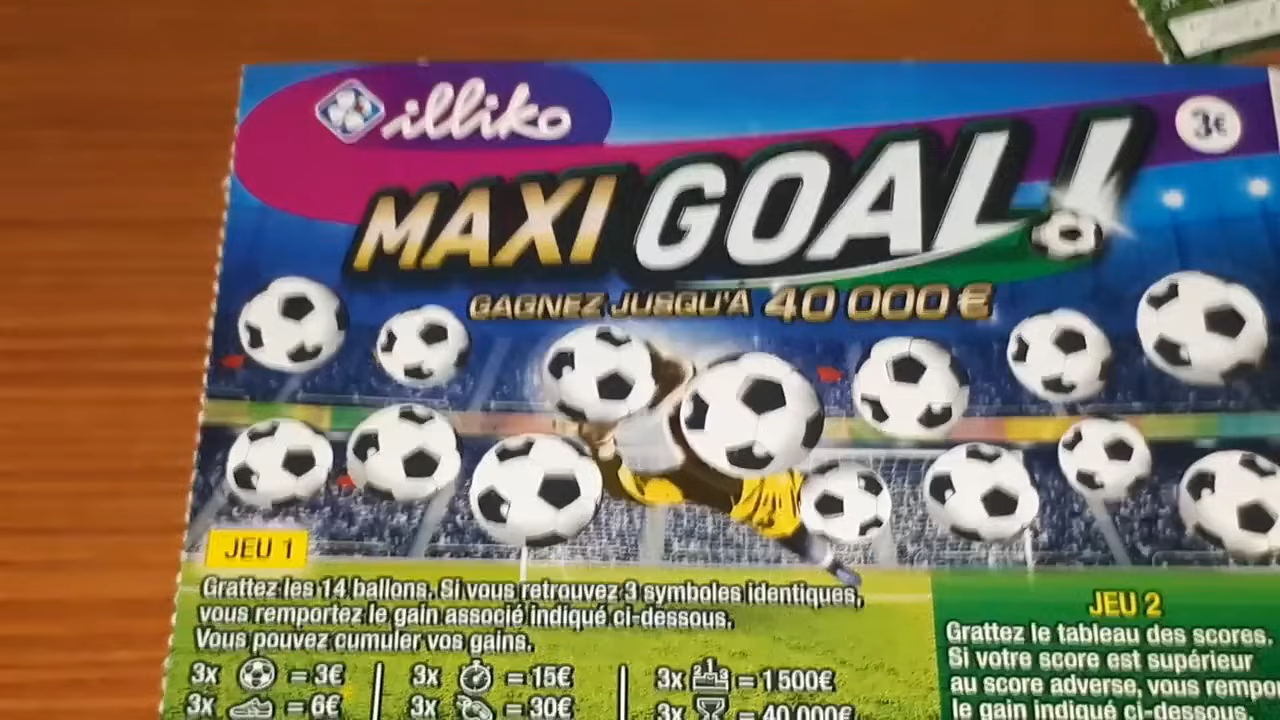 illiko
3€
MAXI GOAL!
GAGNEZ JUSQU'À 40 000 €
JEU 1
Grattez les 14 ballons. Si vous retrouvez 3 symboles identiques,
vous remportez le gain associé indiqué ci-dessous.
Vous pouvez cumuler vos gains.
3x = 3€
3x = 15€
3x = 1500€
3x = 6€
3x = 30€
3x = 40 000€
JEU 2
Grattez le tableau des scores.
Si votre score est supérieur
au score adverse, vous rempo
le gain indiqué ci-dessous.